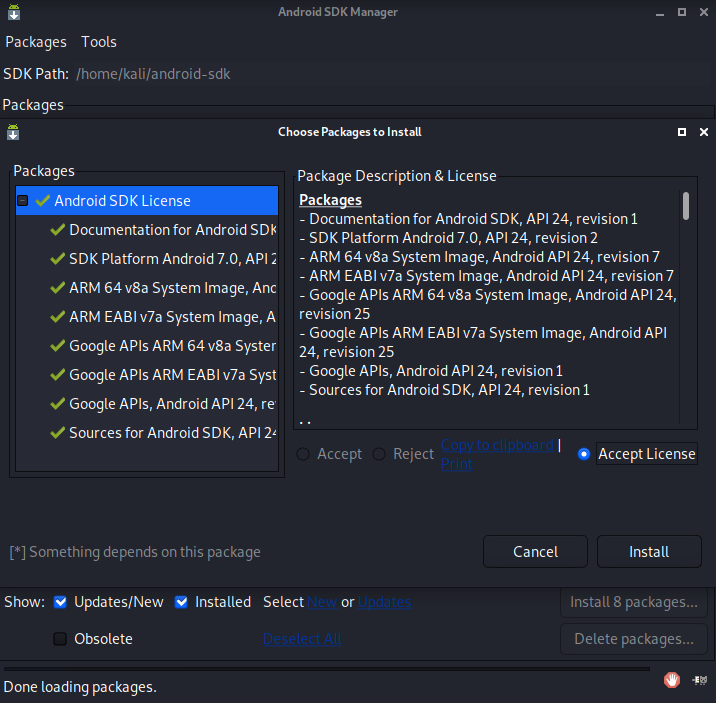 Android SDK Manager
Packages Tools
SDK Path: /home/kali/android-sdk
Packages
Choose Packages to Install
Packages
Android SDK License
Documentation for Android SDK
SDK Platform Android 7.0, API 2
ARM 64 v8a System Image, And
ARM EABI v7a System Image, A
Google APIs ARM 64 v8a System
Google APIs ARM EABI v7a Syst
Google APIs, Android API 24, re
Sources for Android SDK, API 24
Package Description & License
Packages
- Documentation for Android SDK, API 24, revision 1
- SDK Platform Android 7.0, API 24, revision 2
- ARM 64 v8a System Image, Android API 24, revision 7
- ARM EABI v7a System Image, Android API 24, revision 7
- Google APIs ARM 64 v8a System Image, Android API 24,
revision 25
- Google APIs ARM EABI v7a System Image, Android API
24, revision 25
- Google APIs, Android API 24, revision 1
- Sources for Android SDK, API 24, revision 1
Accept Reject Copy to clipboard | Accept License
Print
[*] Something depends on this package
Cancel Install
Show: Updates/New Installed Select New or Updates Install 8 packages...
Obsolete Deselect All Delete packages...
Done loading packages.